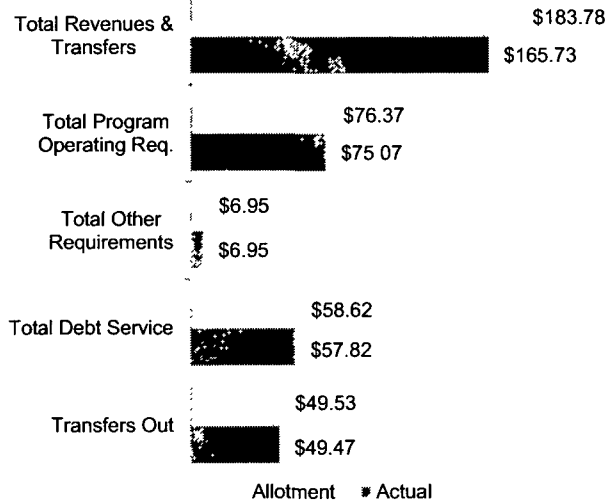 Total Revenues &
Transfers
$183.78
$165.73
Total Program
Operating Req.
$76.37
$75 07
Total Other
Requirements
$6.95
$6.95
Total Debt Service
$58.62
$57.82
Transfers Out
$49.53
$49.47
Allotment Actual